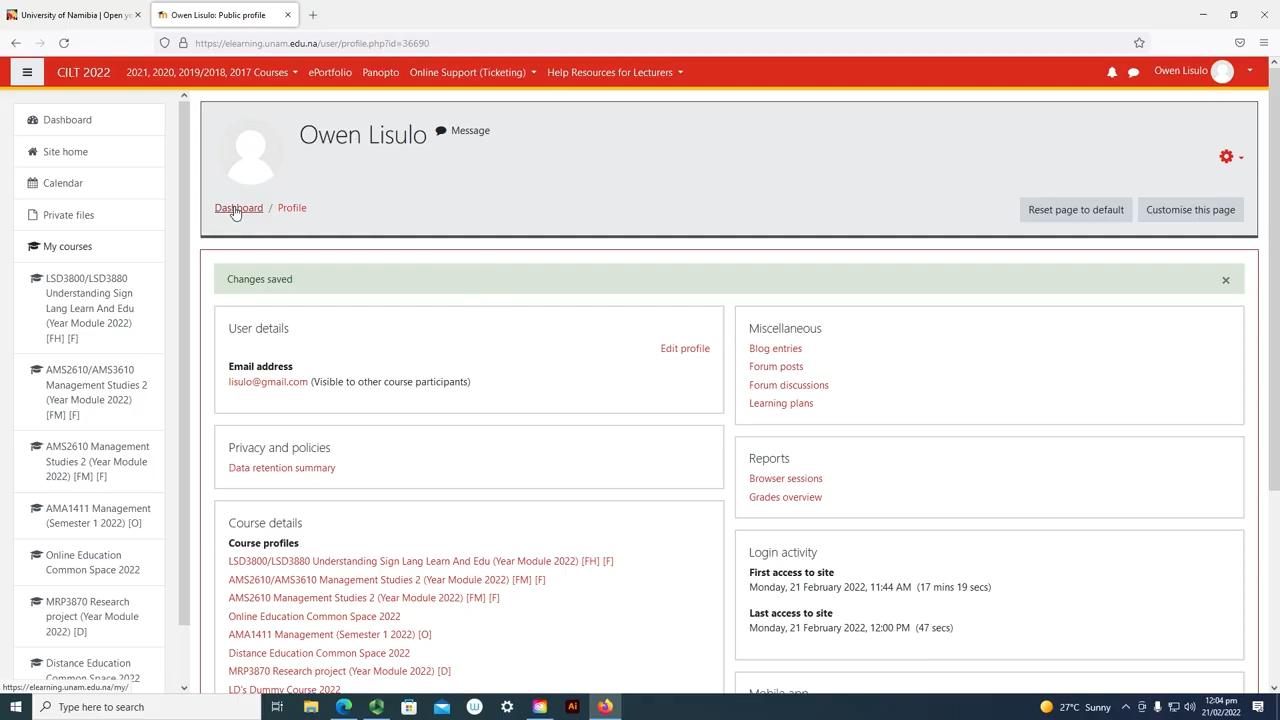 University of Namibia | Open y
Owen Lisulo: Public profile
https://elearning.unam.edu.na/user/profile.php?id=36690
CILT 2022
2021, 2020, 2019/2018, 2017 Courses
ePortfolio
Panopto
Online Support (Ticketing)
Help Resources for Lecturers
Owen Lisulo
Dashboard
Site home
Calendar
Private files
My courses
LSD3800/LSD3880
Understanding Sign
Lang Learn And Edu
(Year Module 2022)
[FH] [F]
AMS2610/AMS3610
Management Studies 2
(Year Module 2022)
[FM] [F]
AMS2610 Management
Studies 2 (Year Module
2022) [FM] [F]
AMA1411 Management
(Semester 1 2022) [O]
Online Education
Common Space 2022
MRP3870 Research
project (Year Module
2022) [D]
Distance Education
Common Space 2022
https://elearning.unam.edu.na/my/
Owen Lisulo
Message
Dashboard / Profile
Reset page to default
Customise this page
Changes saved
×
User details
Edit profile
Email address
lisulo@gmail.com (Visible to other course participants)
Privacy and policies
Data retention summary
Course details
Course profiles
LSD3800/LSD3880 Understanding Sign Lang Learn And Edu (Year Module 2022) [FH] [F]
AMS2610/AMS3610 Management Studies 2 (Year Module 2022) [FM] [F]
AMS2610 Management Studies 2 (Year Module 2022) [FM] [F]
Online Education Common Space 2022
AMA1411 Management (Semester 1 2022) [O]
Distance Education Common Space 2022
MRP3870 Research project (Year Module 2022) [D]
LD's Dummy Course 2022
Miscellaneous
Blog entries
Forum posts
Forum discussions
Learning plans
Reports
Browser sessions
Grades overview
Login activity
First access to site
Monday, 21 February 2022, 11:44 AM (17 mins 19 secs)
Last access to site
Monday, 21 February 2022, 12:00 PM (47 secs)
Mobile app
Type here to search
27°C Sunny
12:04 pm
21/02/2022